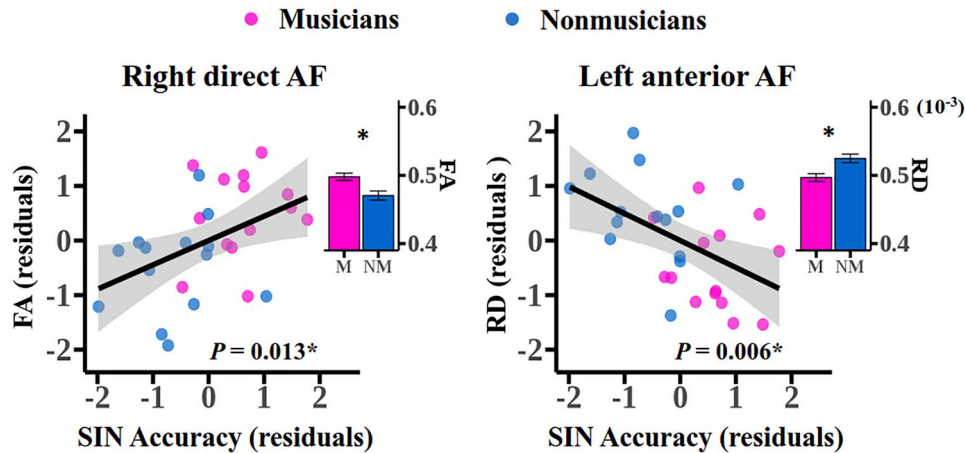 Musicians Nonmusicians
Right direct AF
FA (residuals)
2
1
0
-1
-2
-2 -1 0 1 2
SIN Accuracy (residuals)
P = 0.013*
*
M NM
0.6
0.5
0.4
FA
Left anterior AF
RD (residuals)
2
1
0
-1
-2
-2 -1 0 1 2
SIN Accuracy (residuals)
P = 0.006*
*
M NM
0.6 (10-3)
0.5
0.4
RD